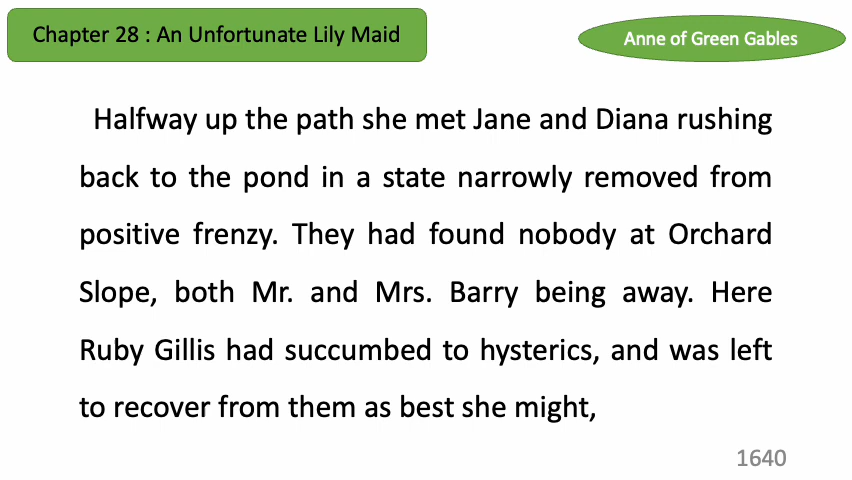 Chapter 28 : An Unfortunate Lily Maid
Anne of Green Gables
Halfway up the path she met Jane and Diana rushing
back to the pond in a state narrowly removed from
positive frenzy. They had found nobody at Orchard
Slope, both Mr. and Mrs. Barry being away. Here
Ruby Gillis had succumbed to hysterics, and was left
to recover from them as best she might,
1640